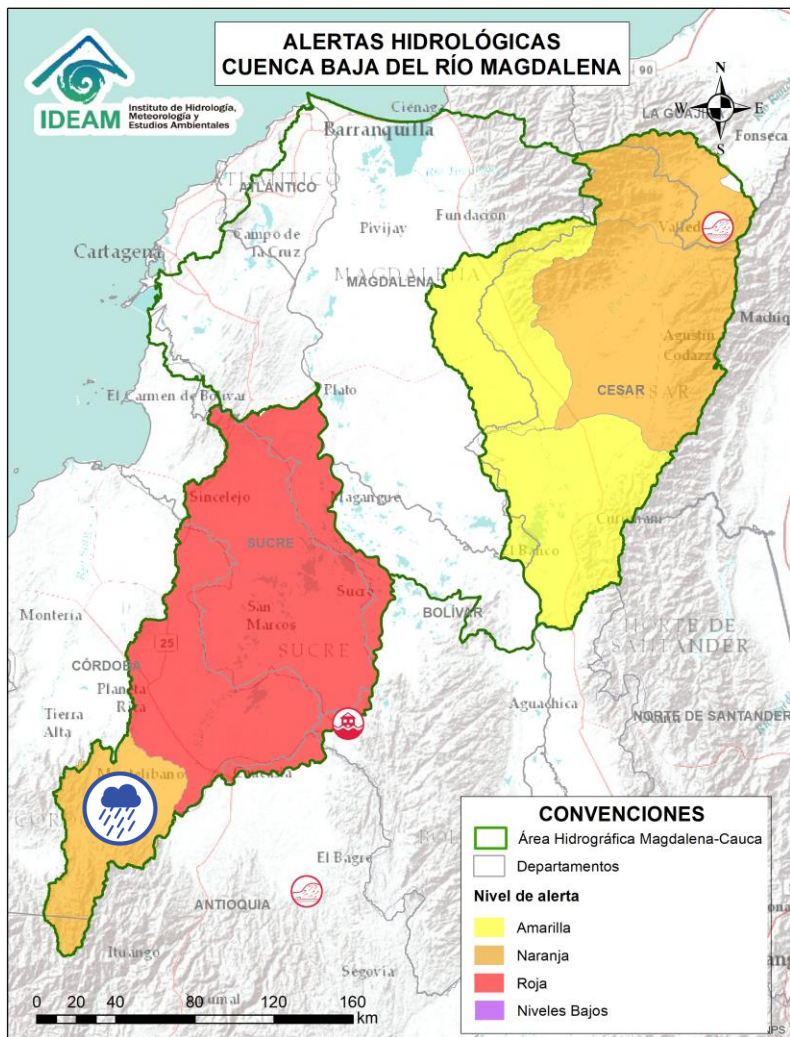 ALERTAS HIDROLÓGICAS
CUENCA BAJA DEL RÍO MAGDALENA
IDEAM
Instituto de Hidrología,
Meteorología y
Estudios Ambientales
N
W
E
S
90
LA GUAJIRA
Fonseca
Ciénaga
Barranquilla
ATLÁNTICO
Pivijay
Fundación
Campo de
la Cruz
Cartagena
MAGDALENA
MAGDALENA
Valled
Agustín
Codazzi
CESAR
El Carmen de Bolívar
Plato
Sincelejo
Magangué
SUCRE
El Banco
Sucre
BOLÍVAR
San
Marcos
SUCRE
Montería
25
CÓRDOBA
Planeta
Rica
Tierra
Alta
NORTE DE
SANTANDER
Aguachica
NORTE DE SANTANDER
Montelíbano
El Bagre
ANTIOQUIA
Ituango
Segovia
CONVENCIONES
Área Hidrográfica Magdalena-Cauca
Departamentos
Nivel de alerta
Amarilla
Naranja
Roja
Niveles Bajos
0 20 40 80 120 160
km